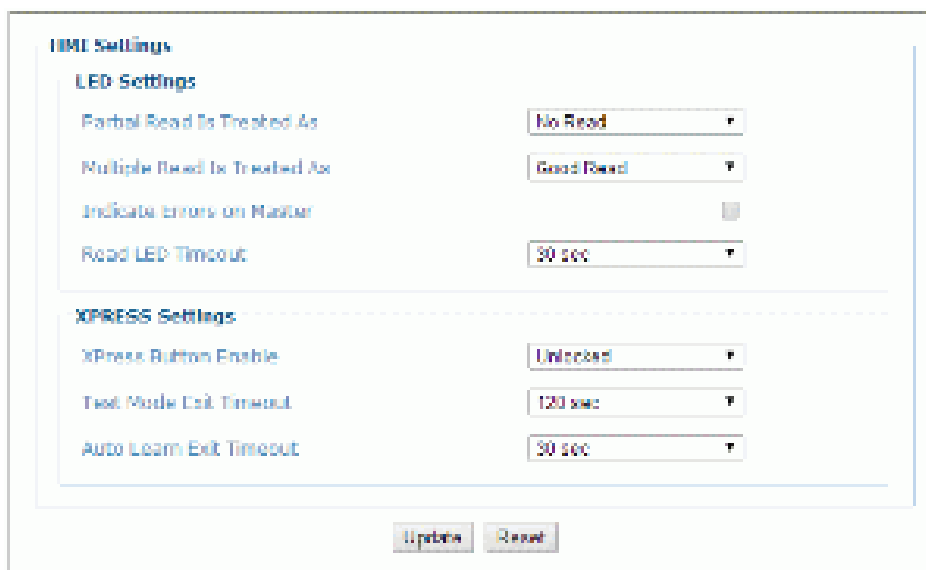 HMI Settings
LED Settings
Partial Read Is Treated As No Read
Multiple Read Is Treated As Good Read
Indicate Errors on Master
Read LED Timeout 30 sec
XPRESS Settings
XPress Button Enable Unlocked
Test Mode Exit Timeout 120 sec
Auto Learn Exit Timeout 30 sec
Update Reset